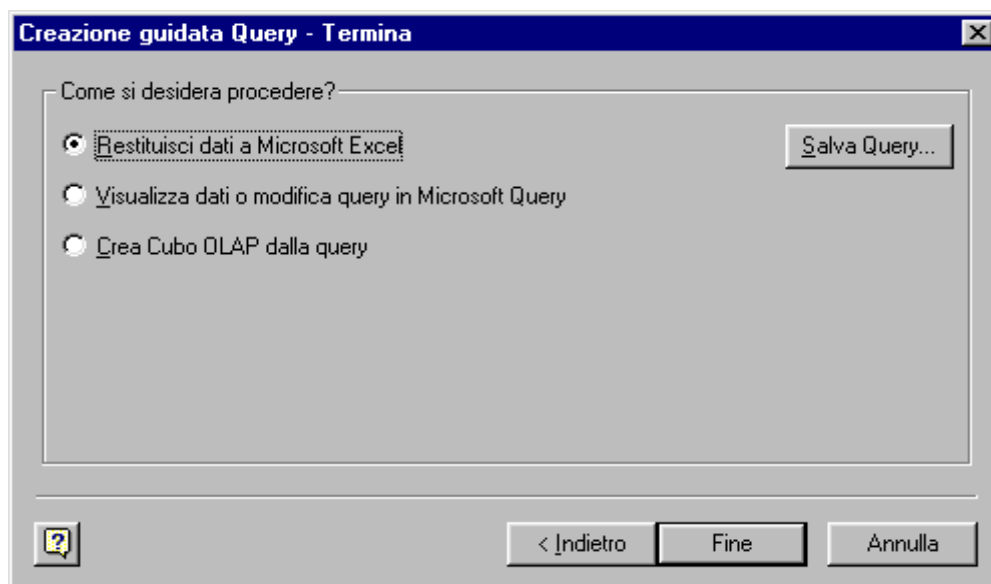 Creazione guidata Query - Termina
Come si desidera procedere?
Restituisci dati a Microsoft Excel
Salva Query...
Visualizza dati o modifica query in Microsoft Query
Crea Cubo OLAP dalla query
?
< Indietro
Fine
Annulla